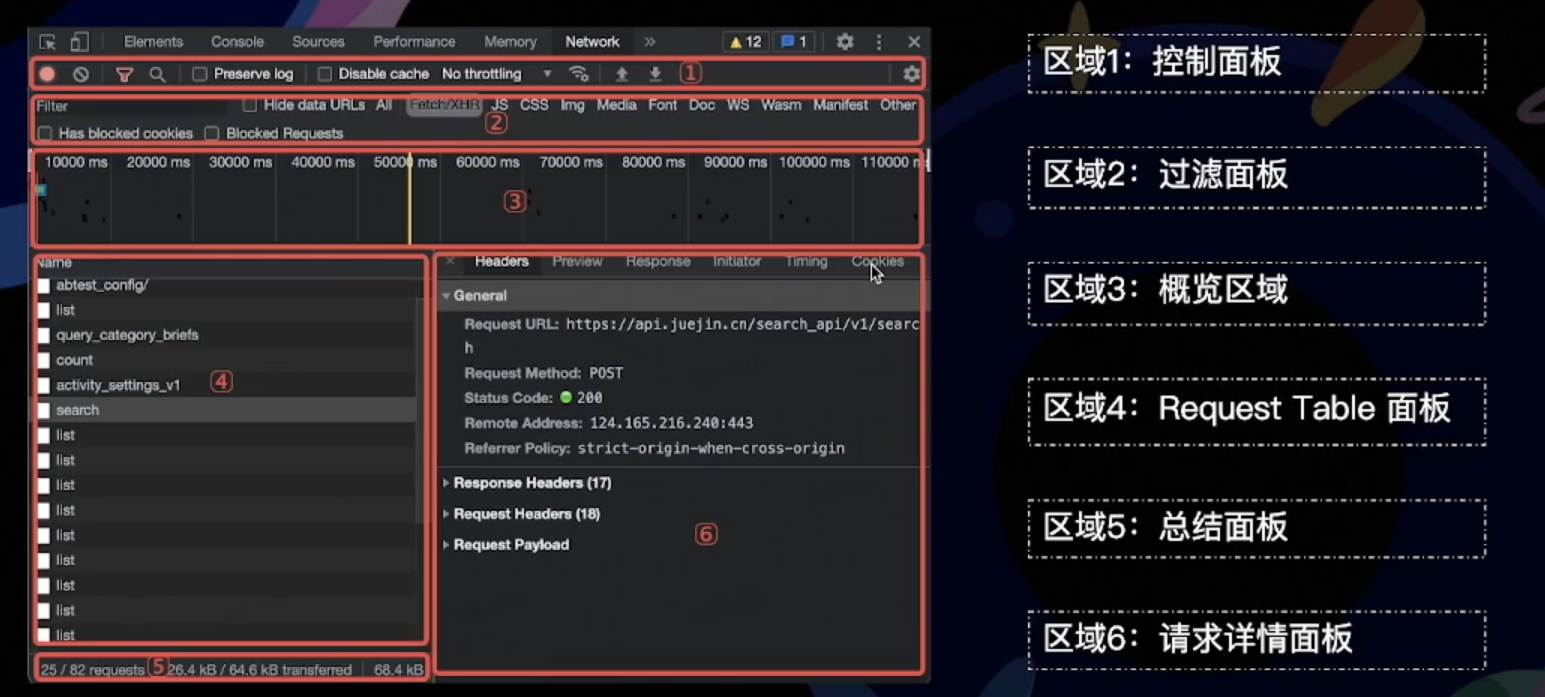 Elements Console Sources Performance Memory Network » 12 1
Preserve log Disable cache No throttling ①
Filter Hide data URLs All Fetch/XHR JS CSS Img Media Font Doc WS Wasm Manifest Other
②
Has blocked cookies Blocked Requests
10000 ms 20000 ms 30000 ms 40000 ms 50000 ms 60000 ms 70000 ms 80000 ms 90000 ms 100000 ms 110000
③
Name
abtest_config/
list
query_category_briefs
count
activity_settings_v1 ④
search
list
list
list
list
list
list
list
list
list
25 / 82 requests ⑤ 26.4 kB / 64.6 kB transferred 68.4 kB
Headers Preview Response Initiator Timing Cookies
General
Request URL: https://api.juejin.cn/search_api/v1/searc
h
Request Method: POST
Status Code: 200
Remote Address: 124.165.216.240:443
Referrer Policy: strict-origin-when-cross-origin
Response Headers (17)
Request Headers (18)
⑥
Request Payload
区域1：控制面板
区域2：过滤面板
区域3：概览区域
区域4：Request Table 面板
区域5：总结面板
区域6：请求详情面板